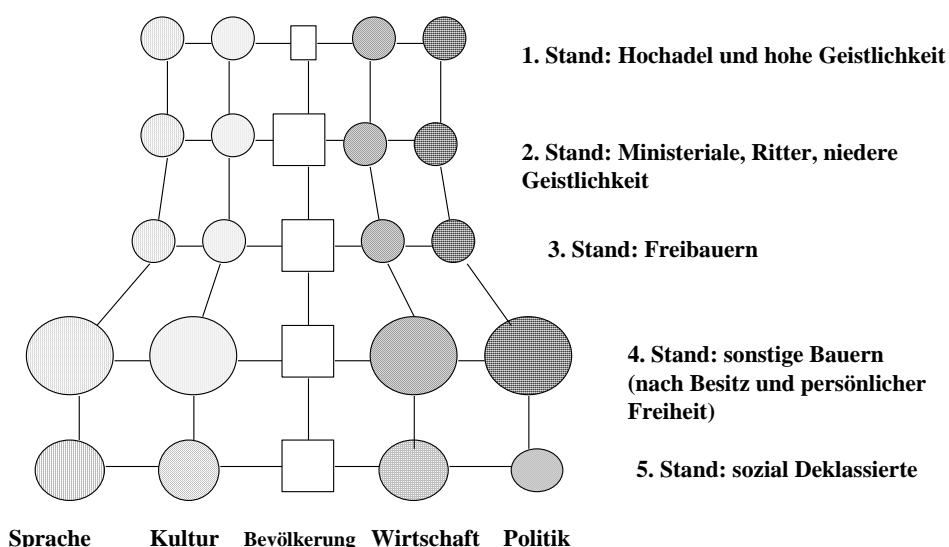 1. Stand: Hochadel und hohe Geistlichkeit
2. Stand: Ministeriale, Ritter, niedere
Geistlichkeit
3. Stand: Freibauern
4. Stand: sonstige Bauern
(nach Besitz und persönlicher
Freiheit)
5. Stand: sozial Deklassierte
Sprache Kultur Bevölkerung Wirtschaft Politik